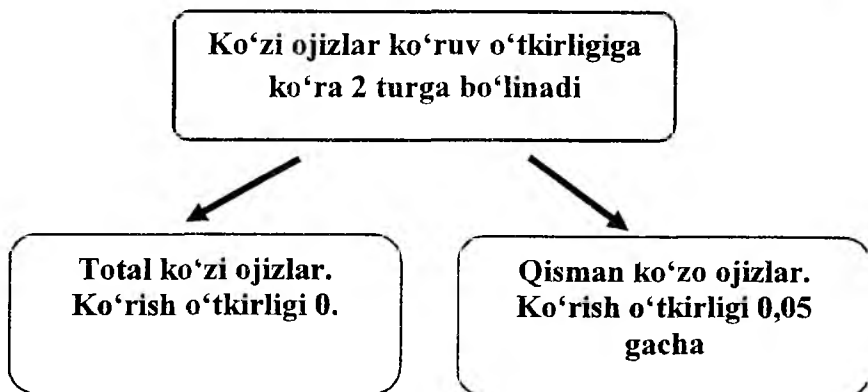 Ko‘zi ojizlar ko‘ruv o‘tkirligiga
ko‘ra 2 turga bo‘linadi
Total ko‘zi ojizlar.
Ko‘rish o‘tkirligi 0.
Qisman ko‘zo ojizlar.
Ko‘rish o‘tkirligi 0,05
gacha